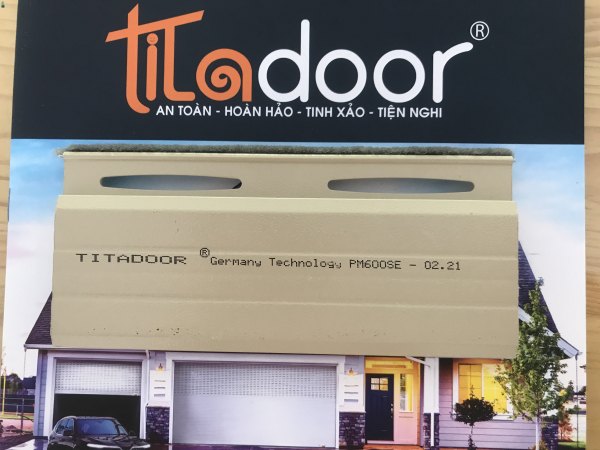 titadoor®
AN TOÀN - HOÀN HẢO - TINH XẢO - TIỆN NGHI
TITADOOR ® Germany Technology PM600SE - 02.21